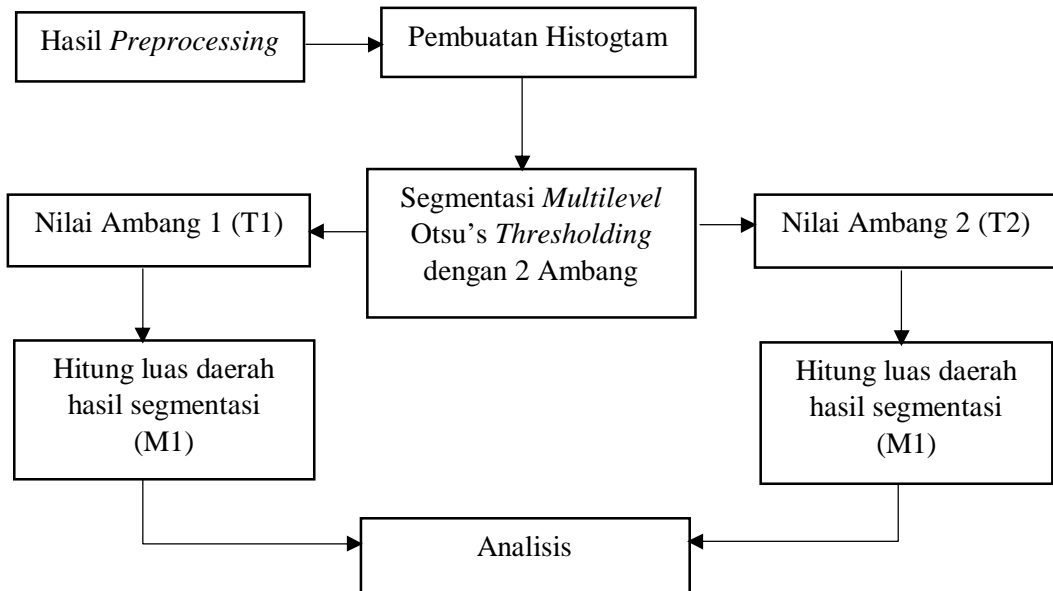 Hasil Preprocessing
Pembuatan Histogtam
Segmentasi Multilevel
Otsu’s Thresholding
dengan 2 Ambang
Nilai Ambang 1 (T1)
Nilai Ambang 2 (T2)
Hitung luas daerah
hasil segmentasi
(M1)
Hitung luas daerah
hasil segmentasi
(M1)
Analisis